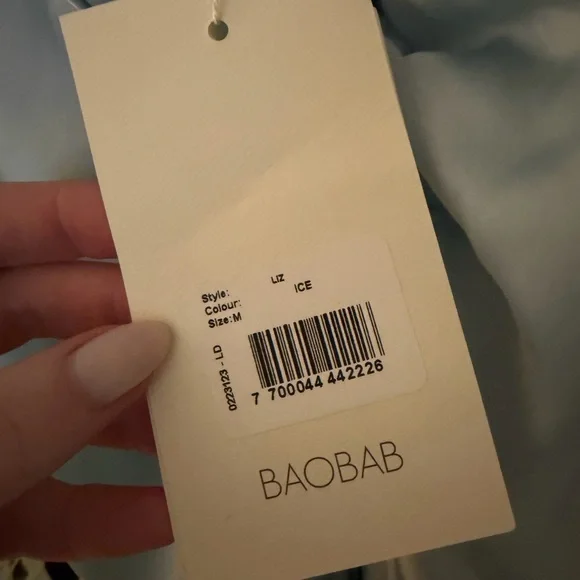 Style: LIZ
Colour: ICE
Size:M
0223123 - LD
7 700044 442226
BAOBAB